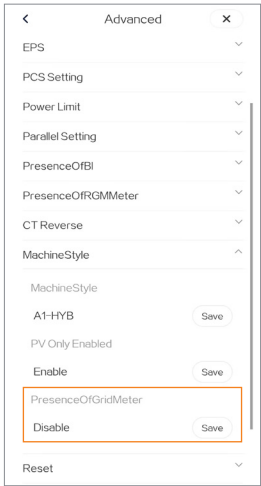 Advanced
EPS
PCS Setting
Power Limit
Parallel Setting
PresenceOfBI
PresenceOfRGMMeter
CT Reverse
MachineStyle
MachineStyle
A1-HYB Save
PV Only Enabled
Enable Save
PresenceOfGridMeter
Disable Save
Reset